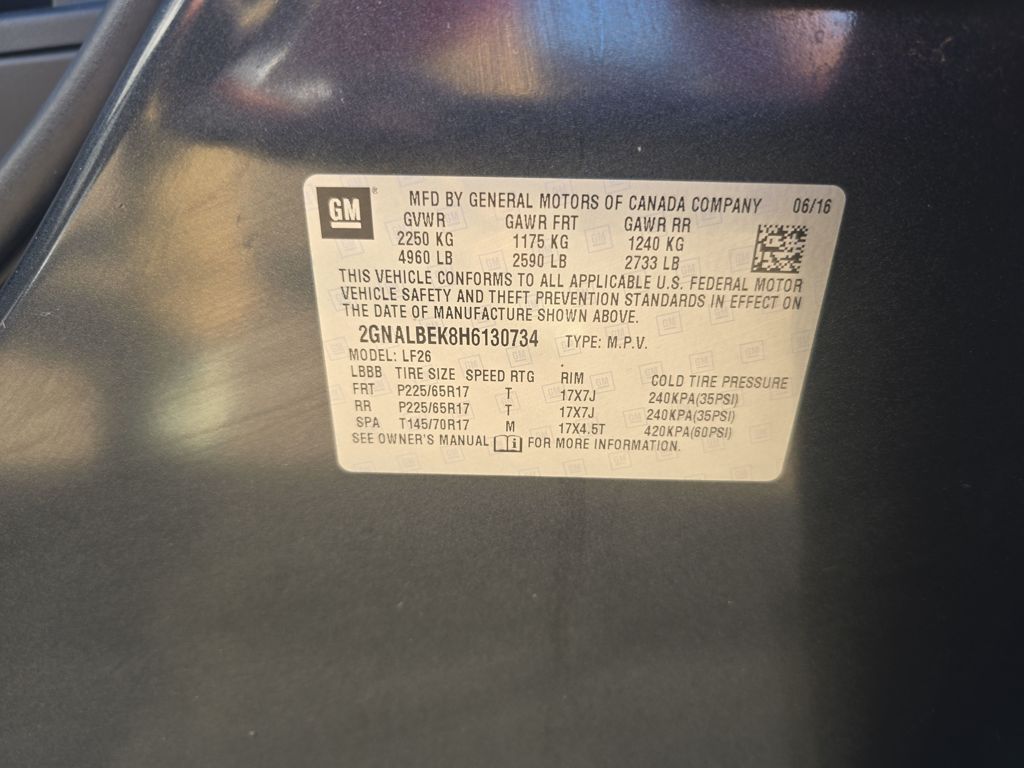 GM ® MFD BY GENERAL MOTORS OF CANADA COMPANY 06/16
GVWR GAWR FRT GAWR RR
2250 KG 1175 KG 1240 KG
4960 LB 2590 LB 2733 LB
THIS VEHICLE CONFORMS TO ALL APPLICABLE U.S. FEDERAL MOTOR
VEHICLE SAFETY AND THEFT PREVENTION STANDARDS IN EFFECT ON
THE DATE OF MANUFACTURE SHOWN ABOVE.
2GNALBEK8H6130734 TYPE: M.P.V.
MODEL: LF26
LBBB TIRE SIZE SPEED RTG RIM COLD TIRE PRESSURE
FRT P225/65R17 T 17X7J 240KPA(35PSI)
RR P225/65R17 T 17X7J 240KPA(35PSI)
SPA T145/70R17 M 17X4.5T 420KPA(60PSI)
SEE OWNER'S MANUAL i FOR MORE INFORMATION.